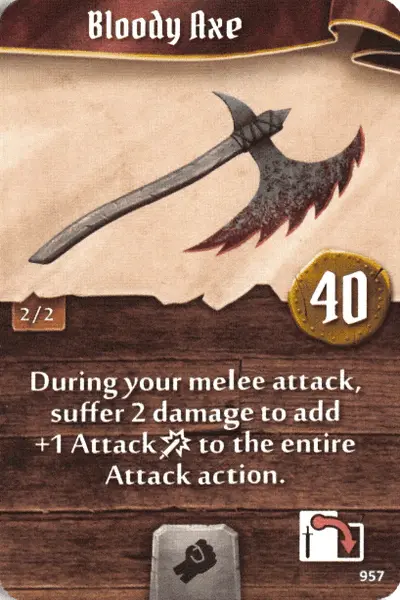 Bloody Axe
40
2/2
During your melee attack,
suffer 2 damage to add
+1 Attack to the entire
Attack action.
957